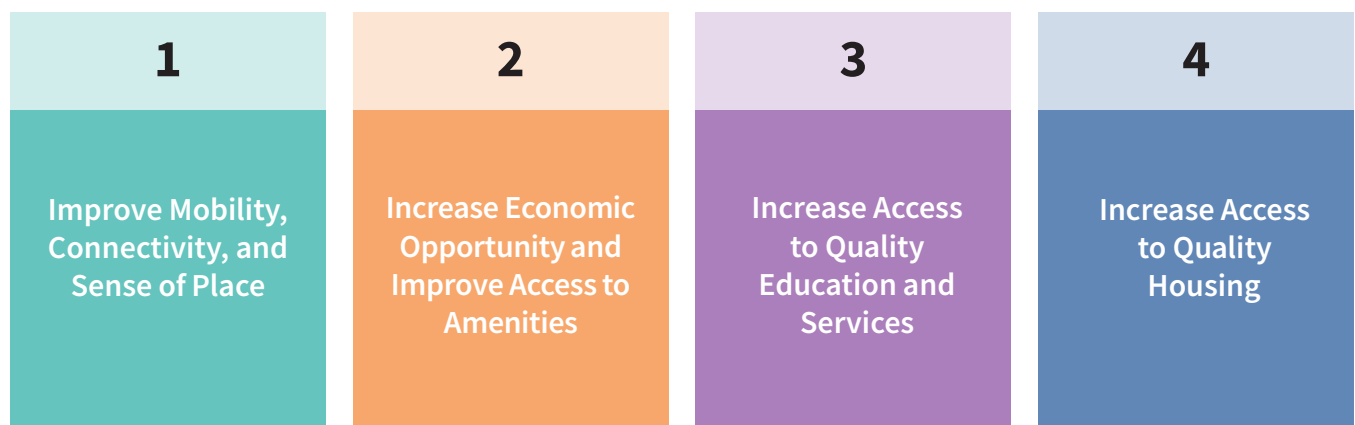 1
Improve Mobility,
Connectivity, and
Sense of Place
2
Increase Economic
Opportunity and
Improve Access to
Amenities
3
Increase Access
to Quality
Education and
Services
4
Increase Access
to Quality
Housing